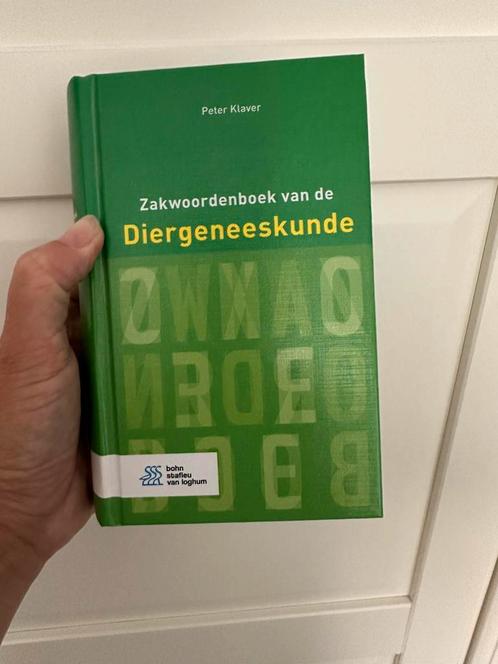 Peter Klaver
Zakwoordenboek van de
Diergeneeskunde
bohn
stafleu
van loghum